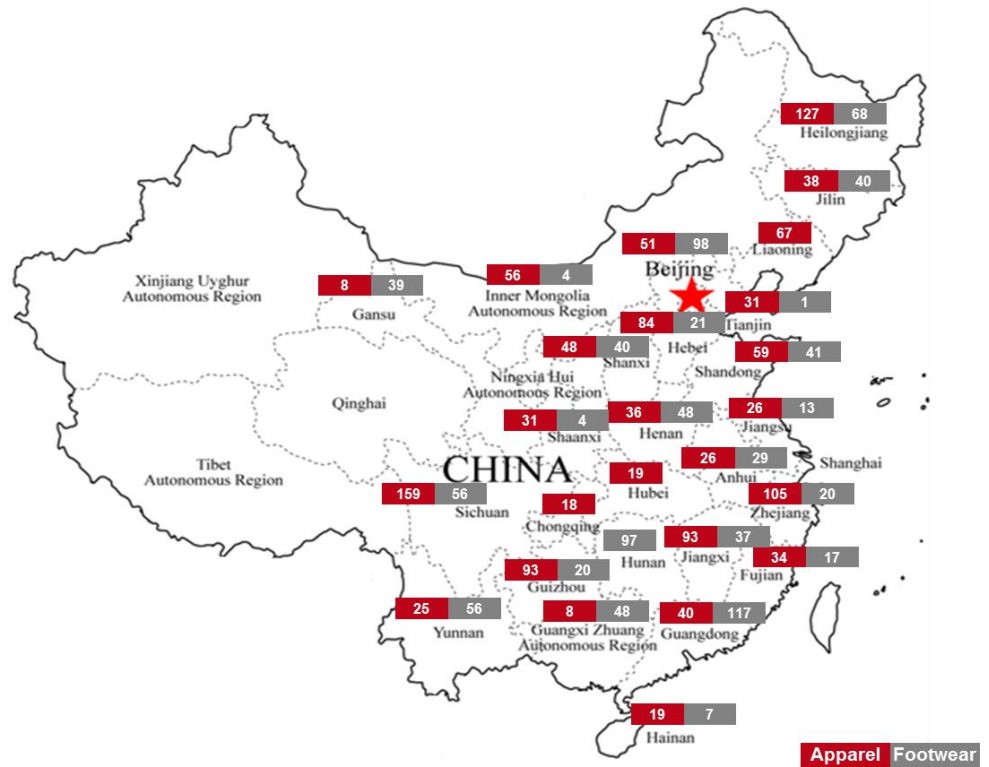 127 68
Heilongjiang
38 40
Jilin
67
Liaoning
51 98
Beijing
Xinjiang Uyghur
Autonomous Region
8 39
Gansu
56 4
Inner Mongolia
Autonomous Region
31 1
Tianjin
84 21
Hebei
48 40
Shanxi
59 41
Shandong
Ningxia Hui
Autonomous Region
Qinghai
31 4
Shaanxi
36 48
Henan
26 13
Jiangsu
CHINA
26 29
Anhui
Shanghai
Tibet
Autonomous Region
159 56
Sichuan
19
Hubei
105 20
Zhejiang
18
Chongqing
97
Hunan
93 37
Jiangxi
34 17
Fujian
93 20
Guizhou
25 56
Yunnan
8 48
Guangxi Zhuang
Autonomous Region
40 117
Guangdong
19 7
Hainan
Apparel Footwear